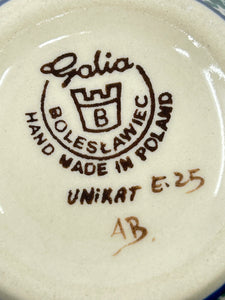 Galia
BOLESŁAWIEC
B
HAND MADE IN POLAND
UNiKAT E-25
AB.